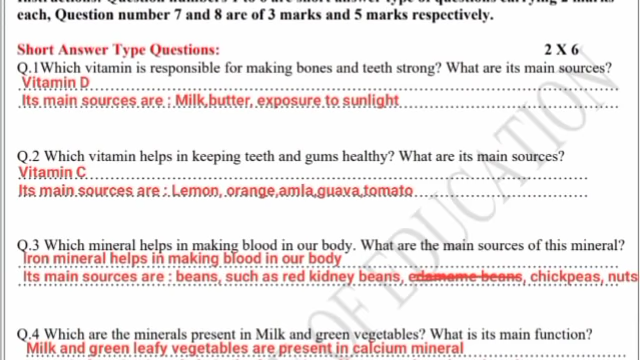 each, Question number 7 and 8 are of 3 marks and 5 marks respectively.
Short Answer Type Questions: 2 X 6
Q.1Which vitamin is responsible for making bones and teeth strong? What are its main sources?
Vitamin D
Its main sources are : Milk,butter, exposure to sunlight
Q.2 Which vitamin helps in keeping teeth and gums healthy? What are its main sources?
Vitamin C
Its main sources are : Lemon, orange,amla,guava,tomato
Q.3 Which mineral helps in making blood in our body. What are the main sources of this mineral?
Iron mineral helps in making blood in our body
Its main sources are : beans, such as red kidney beans, edamame beans, chickpeas, nuts
Q.4 Which are the minerals present in Milk and green vegetables? What is its main function?
Milk and green leafy vegetables are present in calcium mineral
OF EDUCATION